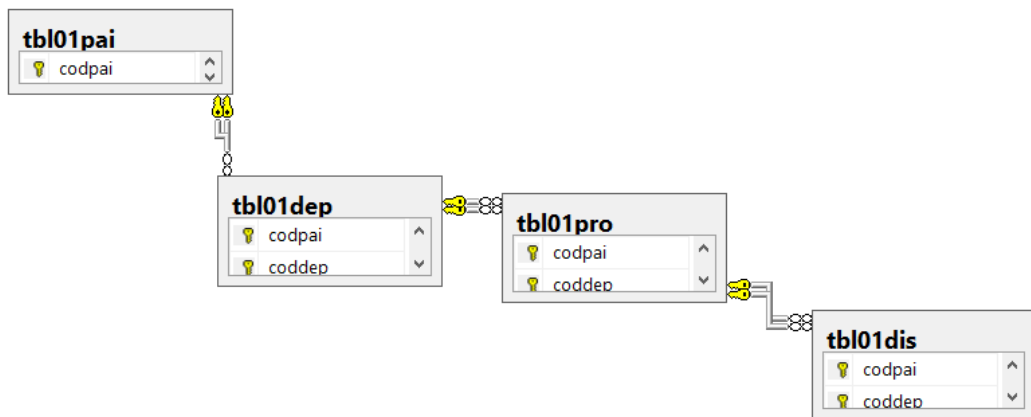 tbl01pai
codpai
tbl01dep
codpai
coddep
tbl01pro
codpai
coddep
tbl01dis
codpai
coddep